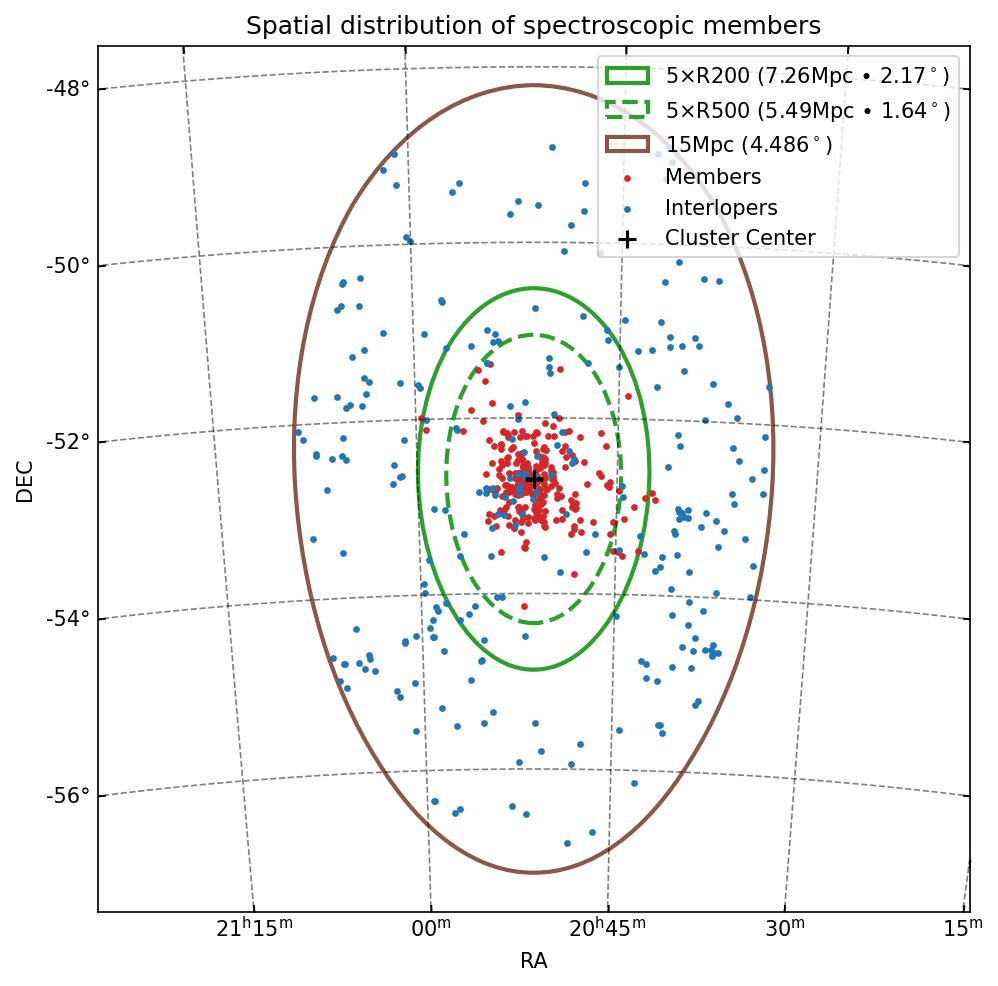 Spatial distribution of spectroscopic members
5×R200 (7.26Mpc • 2.17°)
5×R500 (5.49Mpc • 1.64°)
15Mpc (4.486°)
Members
Interlopers
Cluster Center
-48°
-50°
-52°
-54°
-56°
DEC
21h15m 00m 20h45m 30m 15m
RA